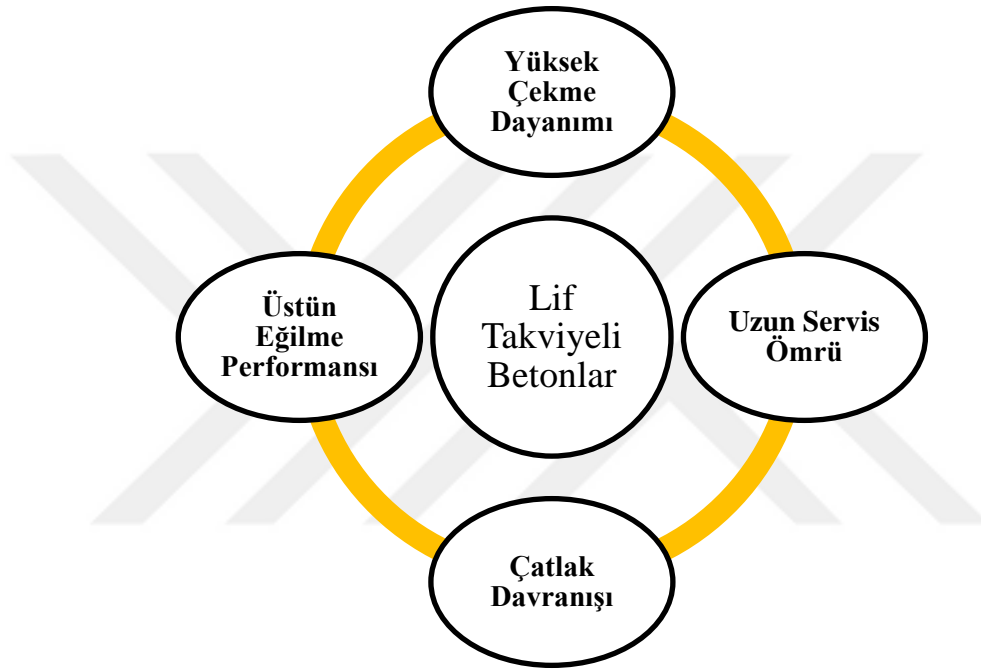 Yüksek
Çekme
Dayanımı
Üstün
Eğilme
Performansı
Lif
Takviyeli
Betonlar
Uzun Servis
Ömrü
Çatlak
Davranışı